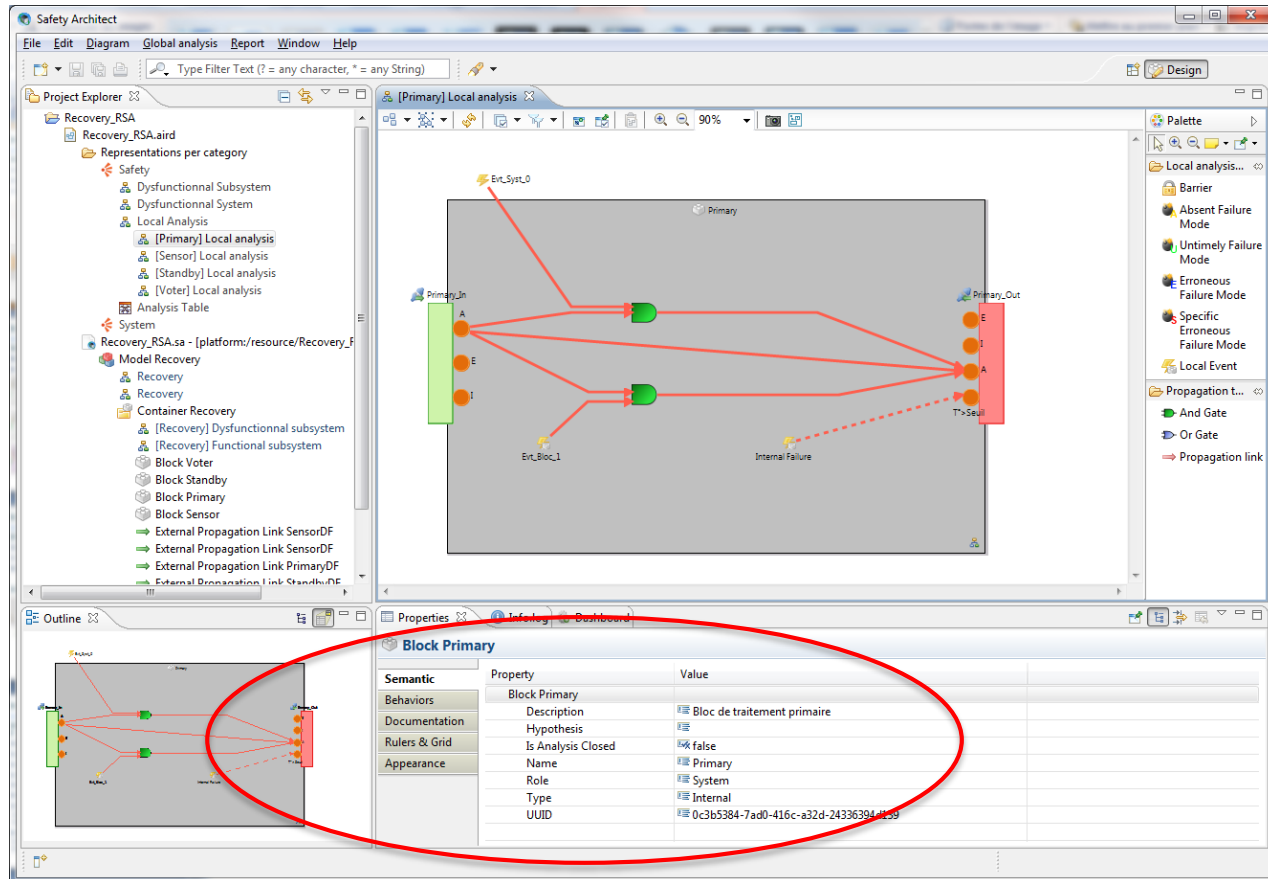 Safety Architect
File Edit Diagram Global analysis Report Window Help
Type Filter Text (? = any character, * = any String)
Design
Project Explorer
Recovery_RSA
Recovery_RSA.aird
Representations per category
Safety
Dysfunctionnal Subsystem
Dysfunctionnal System
Local Analysis
[Primary] Local analysis
[Sensor] Local analysis
[Standby] Local analysis
[Voter] Local analysis
Analysis Table
System
Recovery_RSA.sa - [platform:/resource/Recovery_F
Model Recovery
Recovery
Recovery
Container Recovery
[Recovery] Dysfunctionnal subsystem
[Recovery] Functional subsystem
Block Voter
Block Standby
Block Primary
Block Sensor
External Propagation Link SensorDF
External Propagation Link SensorDF
External Propagation Link PrimaryDF
External Propagation Link StandbyDF
[Primary] Local analysis
90%
Evt_Syst_0
Primary
Primary_In
A
E
I
Primary_Out
E
I
A
T°>Seuil
Evt_Bloc_1
Internal Failure
Palette
Local analysis...
Barrier
Absent Failure
Mode
Untimely Failure
Mode
Erroneous
Failure Mode
Specific
Erroneous
Failure Mode
Local Event
Propagation t...
And Gate
Or Gate
Propagation link
Outline
Properties Info.log Dashboard
Block Primary
Semantic
Behaviors
Documentation
Rulers & Grid
Appearance
Property Value
Block Primary
Description Bloc de traitement primaire
Hypothesis
Is Analysis Closed false
Name Primary
Role System
Type Internal
UUID 0c3b5384-7ad0-416c-a32d-24336394d139